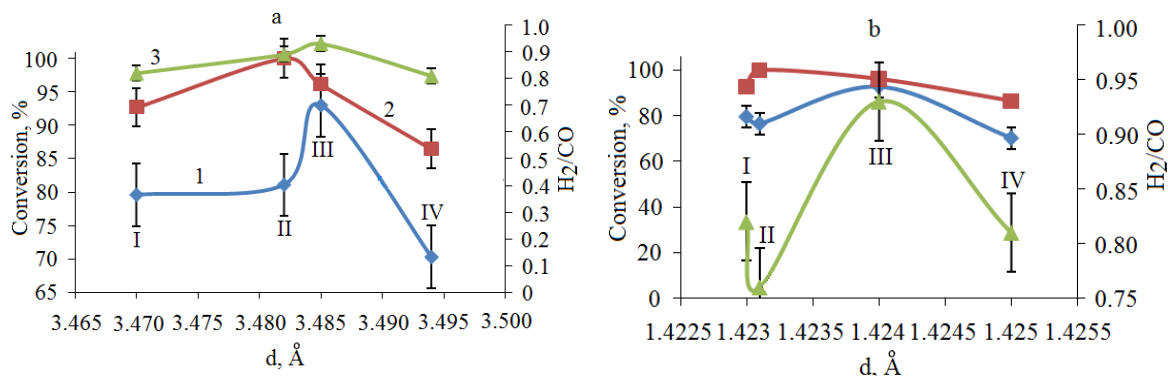 a
100
95
90
85
80
75
70
65
Conversion, %
3
2
1
I
II
III
IV
1.0
0.9
0.8
0.7
0.6
0.5
0.4
0.3
0.2
0.1
0
H2/CO
3.465 3.470 3.475 3.480 3.485 3.490 3.495 3.500
d, Å
b
100
80
60
40
20
0
Conversion, %
I
II
III
IV
1.00
0.95
0.90
0.85
0.80
0.75
H2/CO
1.4225 1.423 1.4235 1.424 1.4245 1.425 1.4255
d, Å